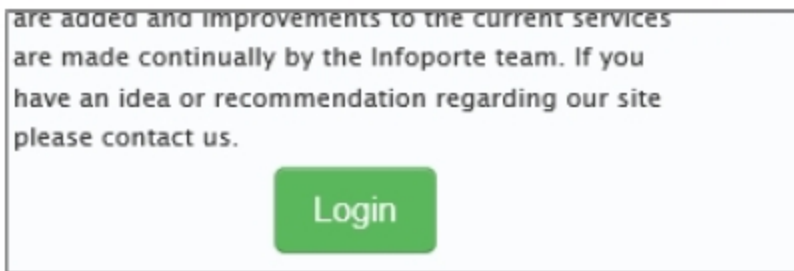 are added and improvements to the current services
are made continually by the Infoporte team. If you
have an idea or recommendation regarding our site
please contact us.
Login